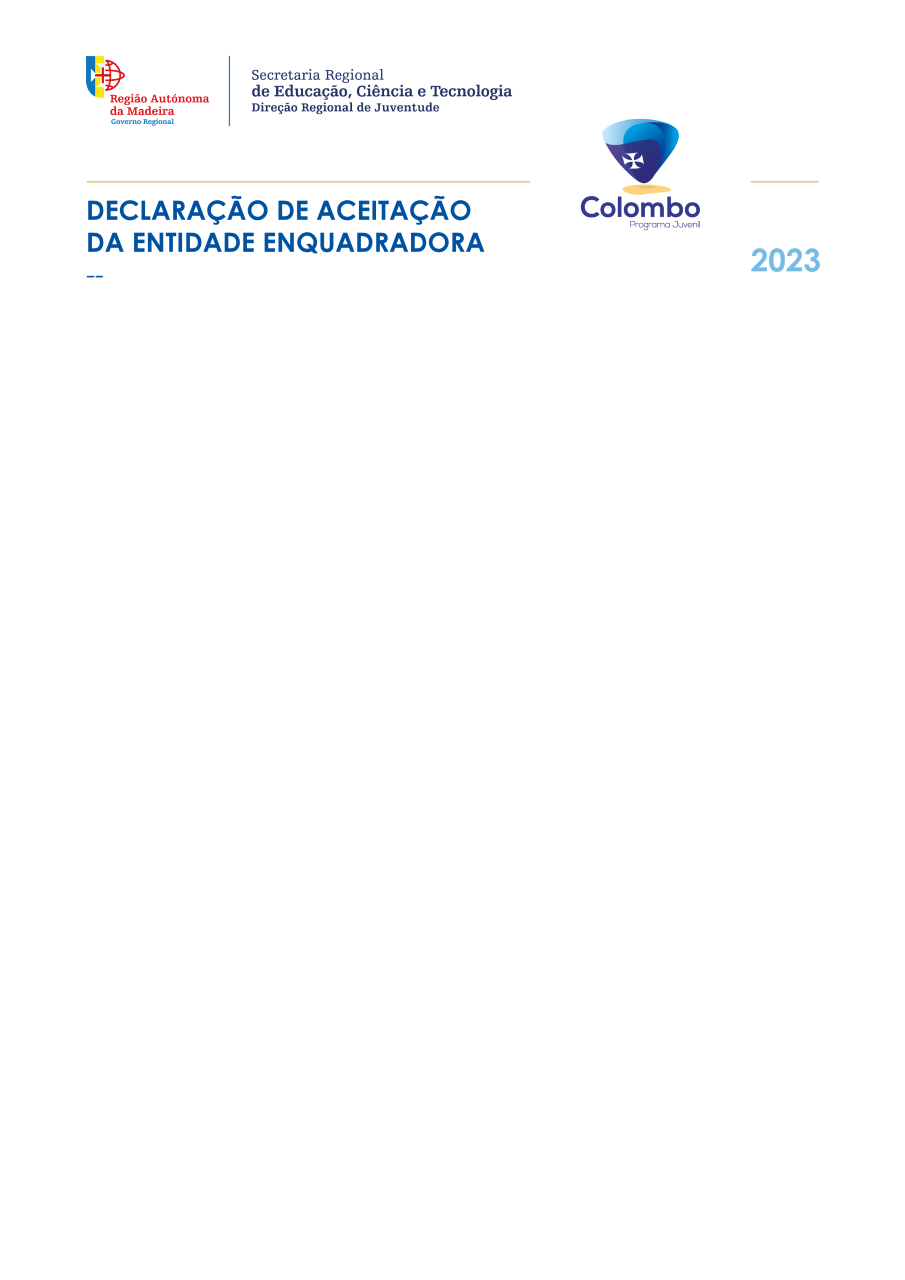 Região Autónoma
da Madeira
Governo Regional
Secretaria Regional
de Educação, Ciência e Tecnologia
Direção Regional de Juventude
Colombo
Programa Juvenil
DECLARAÇÃO DE ACEITAÇÃO
DA ENTIDADE ENQUADRADORA
__
2023